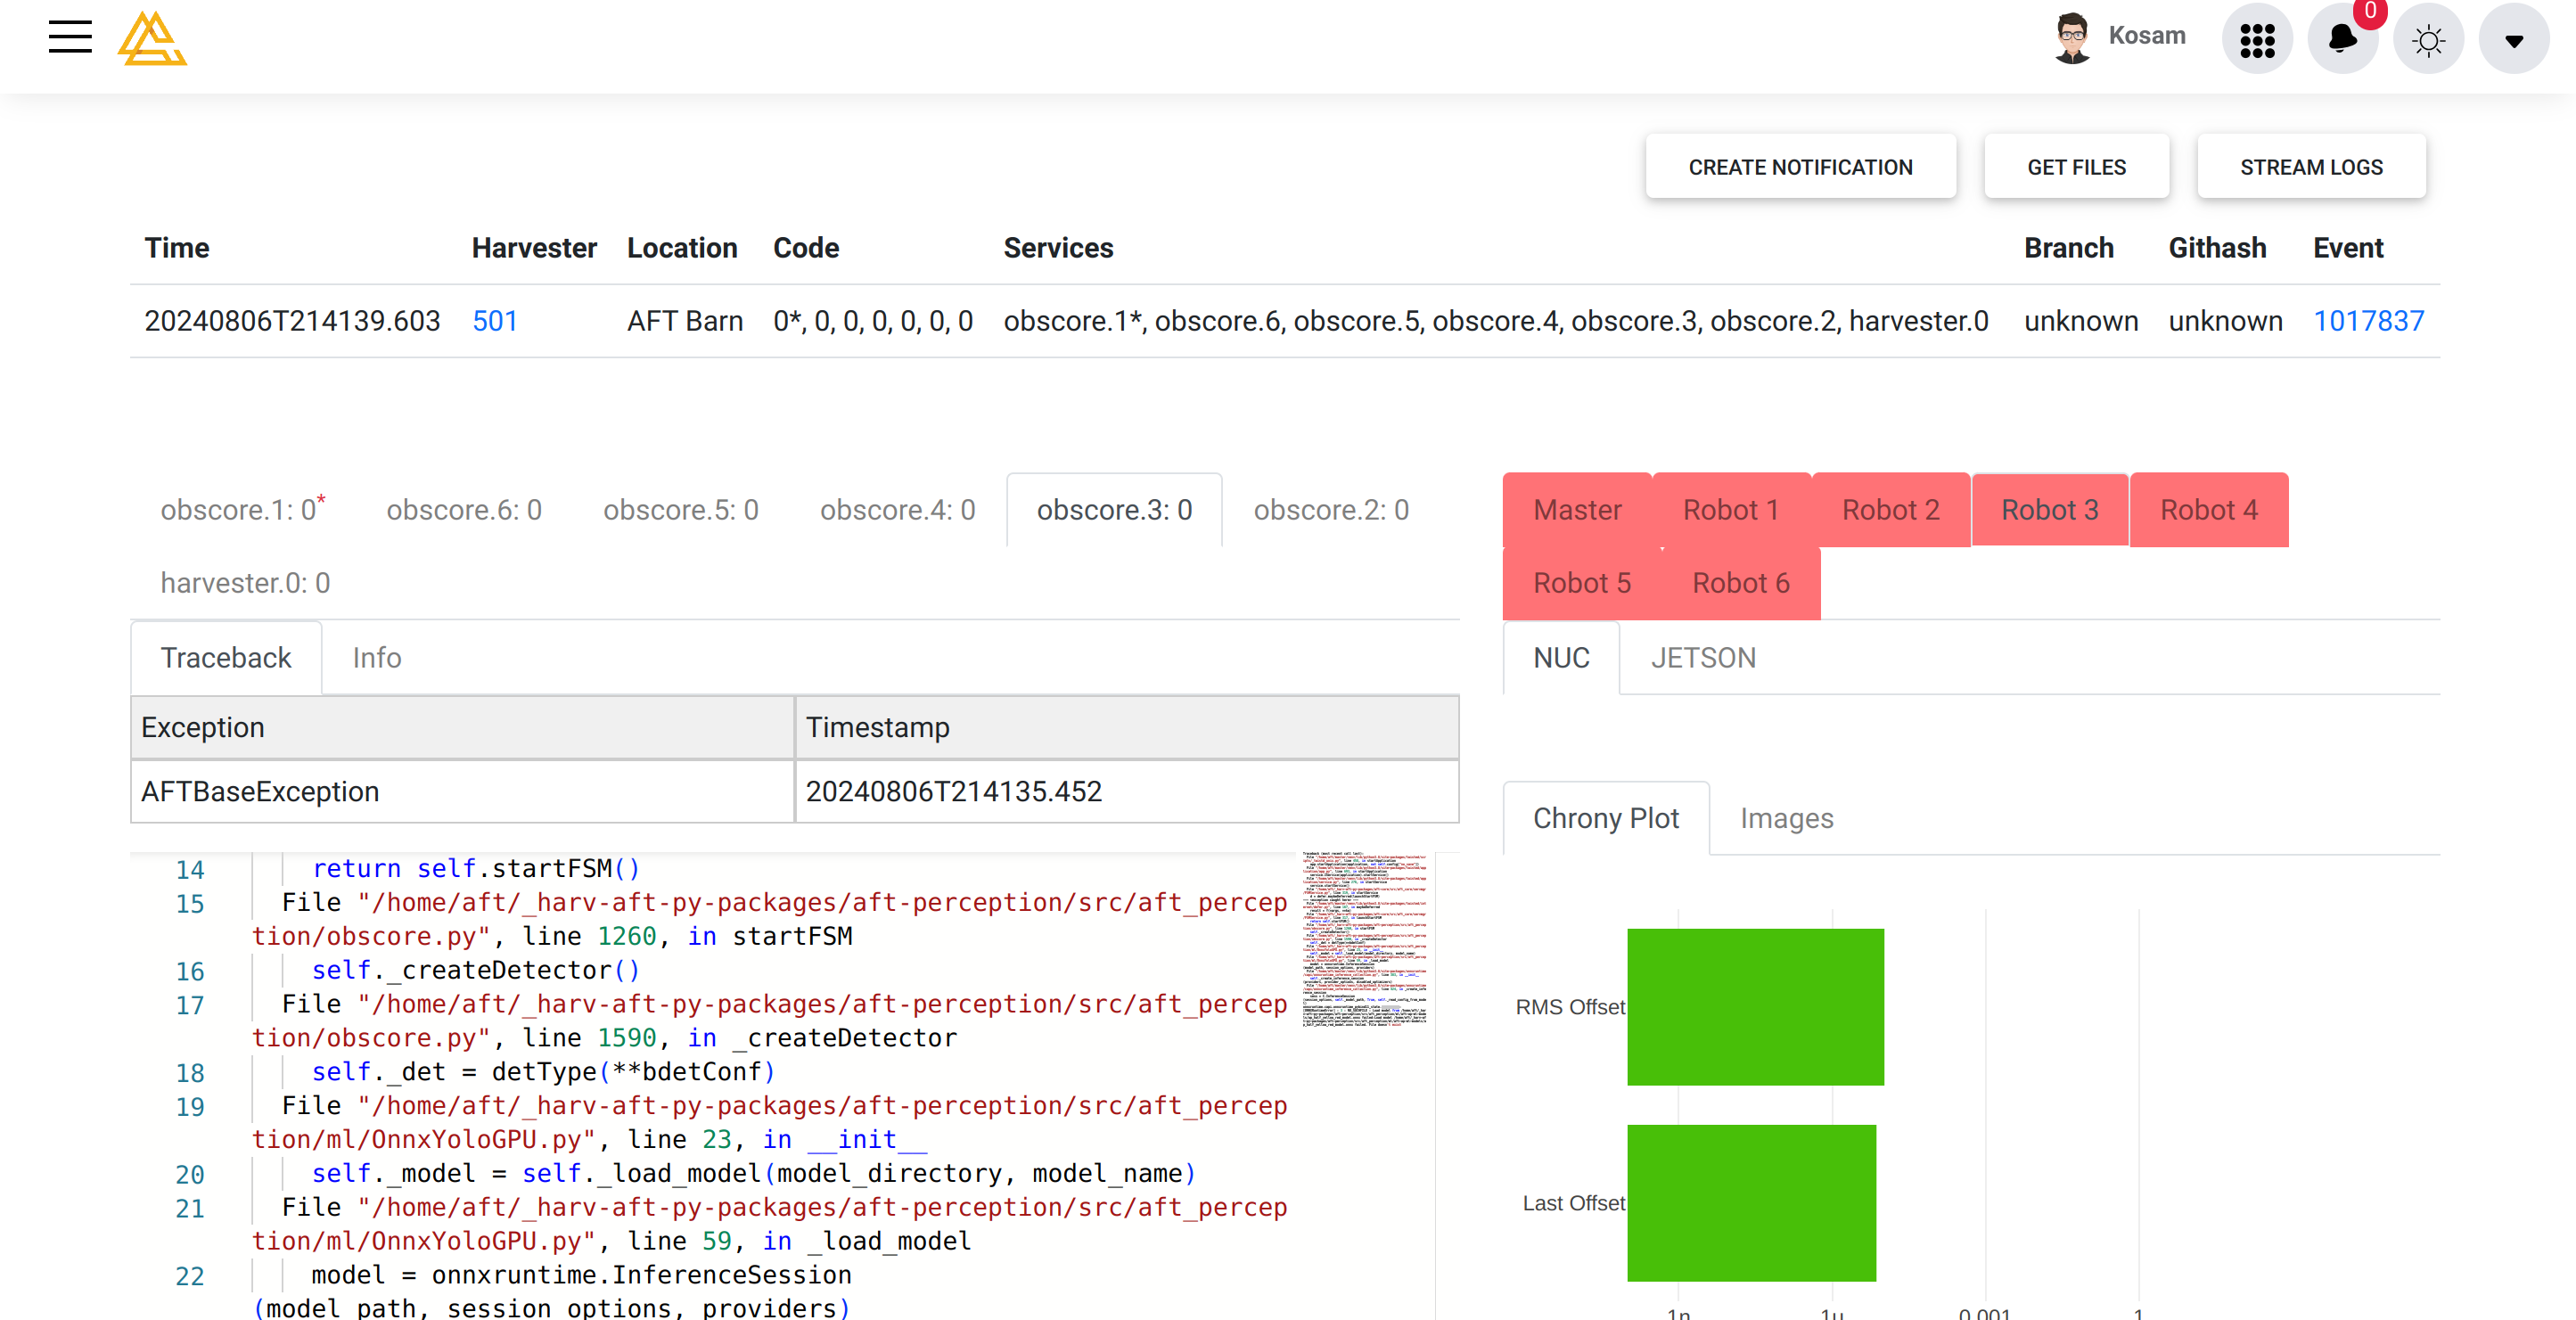 Kosam
0
CREATE NOTIFICATION GET FILES STREAM LOGS
Time Harvester Location Code Services Branch Githash Event
20240806T214139.603 501 AFT Barn 0*, 0, 0, 0, 0, 0, 0 obscore.1*, obscore.6, obscore.5, obscore.4, obscore.3, obscore.2, harvester.0 unknown unknown 1017837
obscore.1: 0* obscore.6: 0 obscore.5: 0 obscore.4: 0 obscore.3: 0 obscore.2: 0
harvester.0: 0
Traceback Info
Exception Timestamp
AFTBaseException 20240806T214135.452
14 return self.startFSM()
15 File "/home/aft/_harv-aft-py-packages/aft-perception/src/aft_percep
tion/obscore.py", line 1260, in startFSM
16 self._createDetector()
17 File "/home/aft/_harv-aft-py-packages/aft-perception/src/aft_percep
tion/obscore.py", line 1590, in _createDetector
18 self._det = detType(**bdetConf)
19 File "/home/aft/_harv-aft-py-packages/aft-perception/src/aft_percep
tion/ml/OnnxYoloGPU.py", line 23, in __init__
20 self._model = self._load_model(model_directory, model_name)
21 File "/home/aft/_harv-aft-py-packages/aft-perception/src/aft_percep
tion/ml/OnnxYoloGPU.py", line 59, in _load_model
22 model = onnxruntime.InferenceSession
(model_path, session_options, providers)
Master Robot 1 Robot 2 Robot 3 Robot 4
Robot 5 Robot 6
NUC JETSON
Chrony Plot Images
RMS Offset
Last Offset
1n 1u 0.001 1